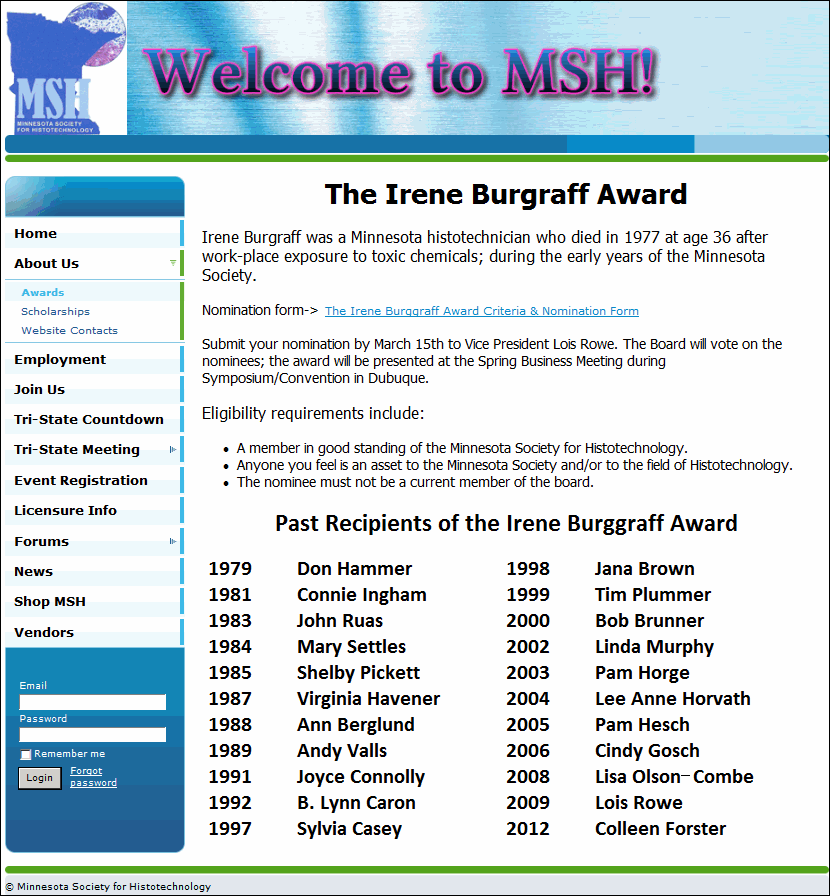 MSH
MINNESOTA SOCIETY
FOR HISTOTECHNOLOGY
Welcome to MSH!
Home
About Us
Awards
Scholarships
Website Contacts
Employment
Join Us
Tri-State Countdown
Tri-State Meeting
Event Registration
Licensure Info
Forums
News
Shop MSH
Vendors
Email
Password
Remember me
Login
Forgot
password
The Irene Burgraff Award
Irene Burgraff was a Minnesota histotechnician who died in 1977 at age 36 after
work-place exposure to toxic chemicals; during the early years of the Minnesota
Society.
Nomination form-> The Irene Burggraff Award Criteria & Nomination Form
Submit your nomination by March 15th to Vice President Lois Rowe. The Board will vote on the
nominees; the award will be presented at the Spring Business Meeting during
Symposium/Convention in Dubuque.
Eligibility requirements include:
• A member in good standing of the Minnesota Society for Histotechnology.
• Anyone you feel is an asset to the Minnesota Society and/or to the field of Histotechnology.
• The nominee must not be a current member of the board.
Past Recipients of the Irene Burggraff Award
1979 Don Hammer 1998 Jana Brown
1981 Connie Ingham 1999 Tim Plummer
1983 John Ruas 2000 Bob Brunner
1984 Mary Settles 2002 Linda Murphy
1985 Shelby Pickett 2003 Pam Horge
1987 Virginia Havener 2004 Lee Anne Horvath
1988 Ann Berglund 2005 Pam Hesch
1989 Andy Valls 2006 Cindy Gosch
1991 Joyce Connolly 2008 Lisa Olson–Combe
1992 B. Lynn Caron 2009 Lois Rowe
1997 Sylvia Casey 2012 Colleen Forster
© Minnesota Society for Histotechnology